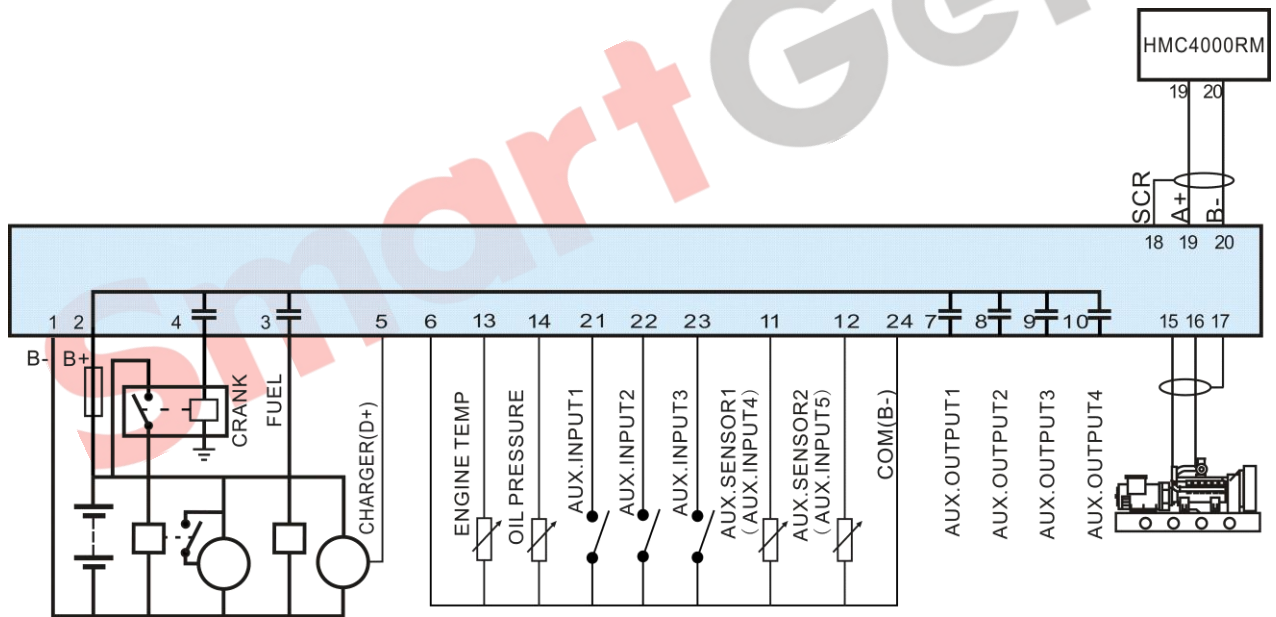 SmartGen
HMC4000RM
19 20
SCR
A+
B-
18 19 20
1 2 4 3 5 6 13 14 21 22 23 11 12 24 7 8 9 10 15 16 17
B- B+
CRANK
FUEL
CHARGER(D+)
ENGINE TEMP
OIL PRESSURE
AUX.INPUT1
AUX.INPUT2
AUX.INPUT3
AUX.SENSOR1
(AUX.INPUT4)
AUX.SENSOR2
(AUX.INPUT5)
COM(B-)
AUX.OUTPUT1
AUX.OUTPUT2
AUX.OUTPUT3
AUX.OUTPUT4